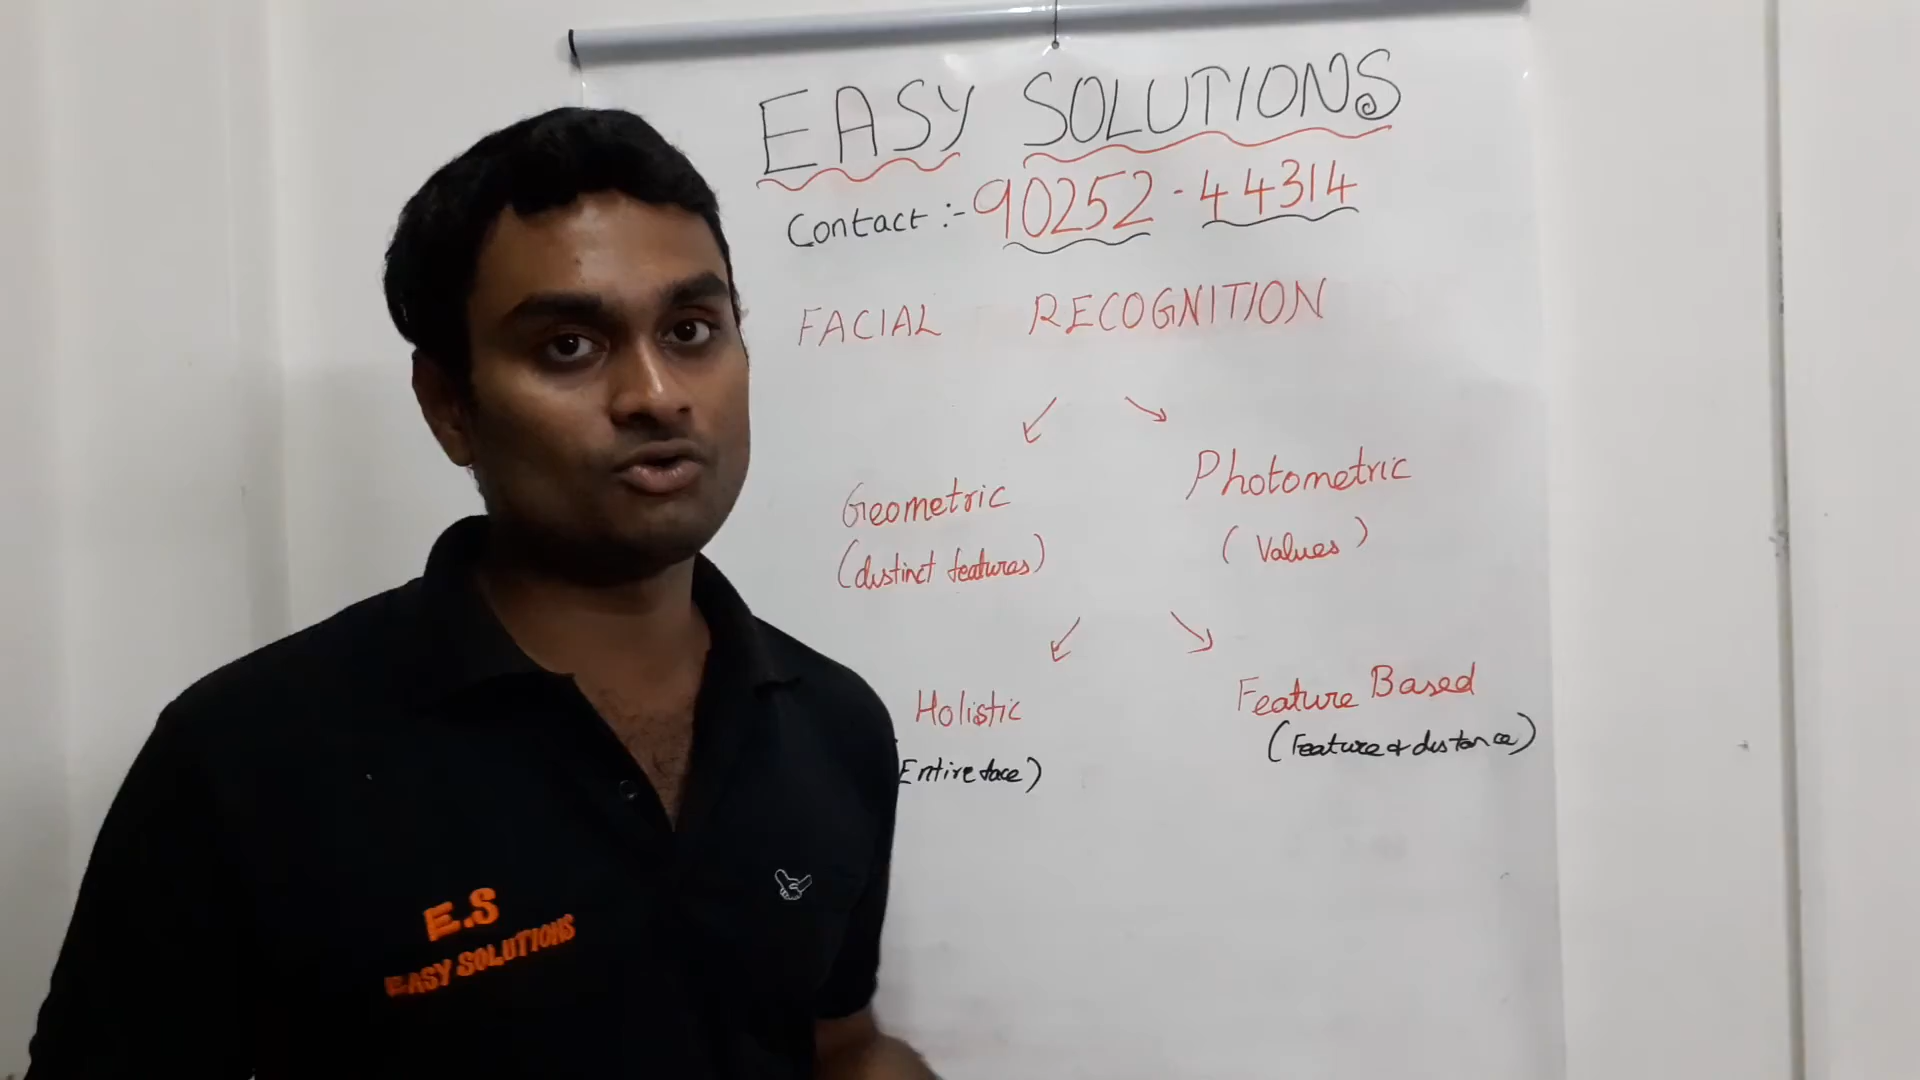 EASY SOLUTIONS
Contact :- 90252 - 44314
FACIAL RECOGNITION
Geometric
Photometric
(distinct features)
(Values)
Holistic
Feature Based
Entire face)
(Feature & distance)
E.S
EASY SOLUTIONS